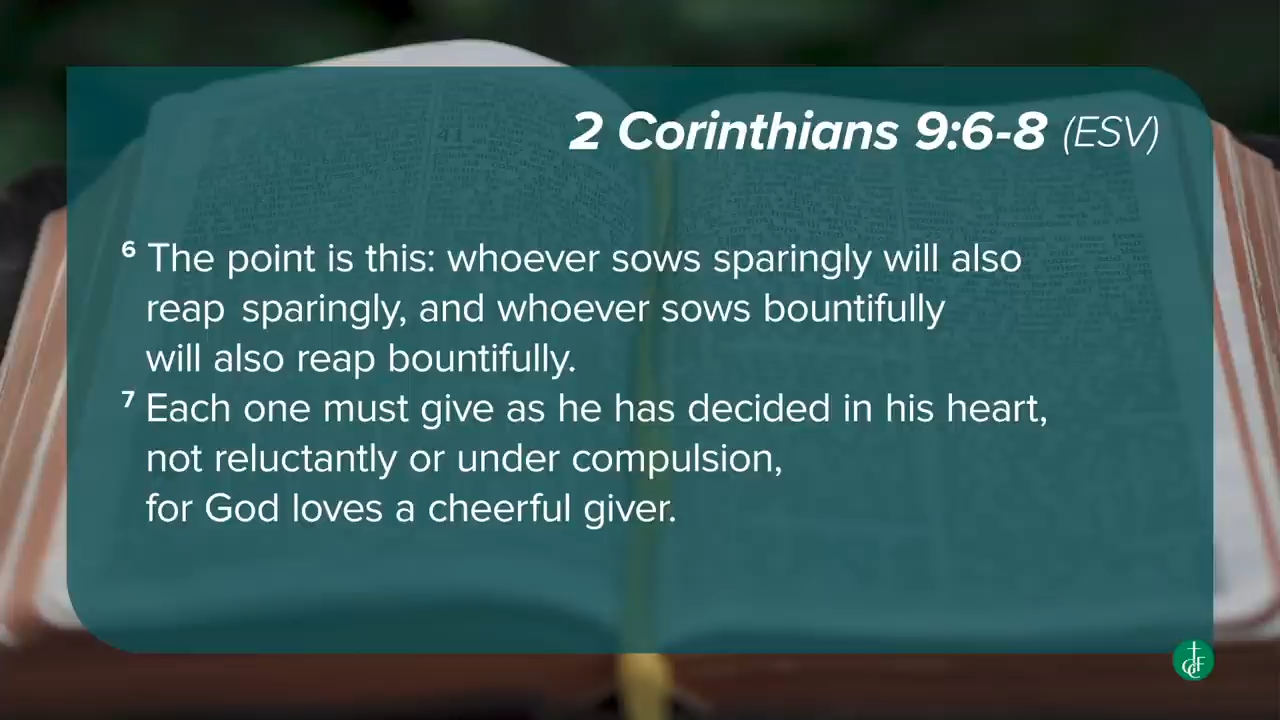 2 Corinthians 9:6-8 (ESV)
6 The point is this: whoever sows sparingly will also
reap sparingly, and whoever sows bountifully
will also reap bountifully.
7 Each one must give as he has decided in his heart,
not reluctantly or under compulsion,
for God loves a cheerful giver.